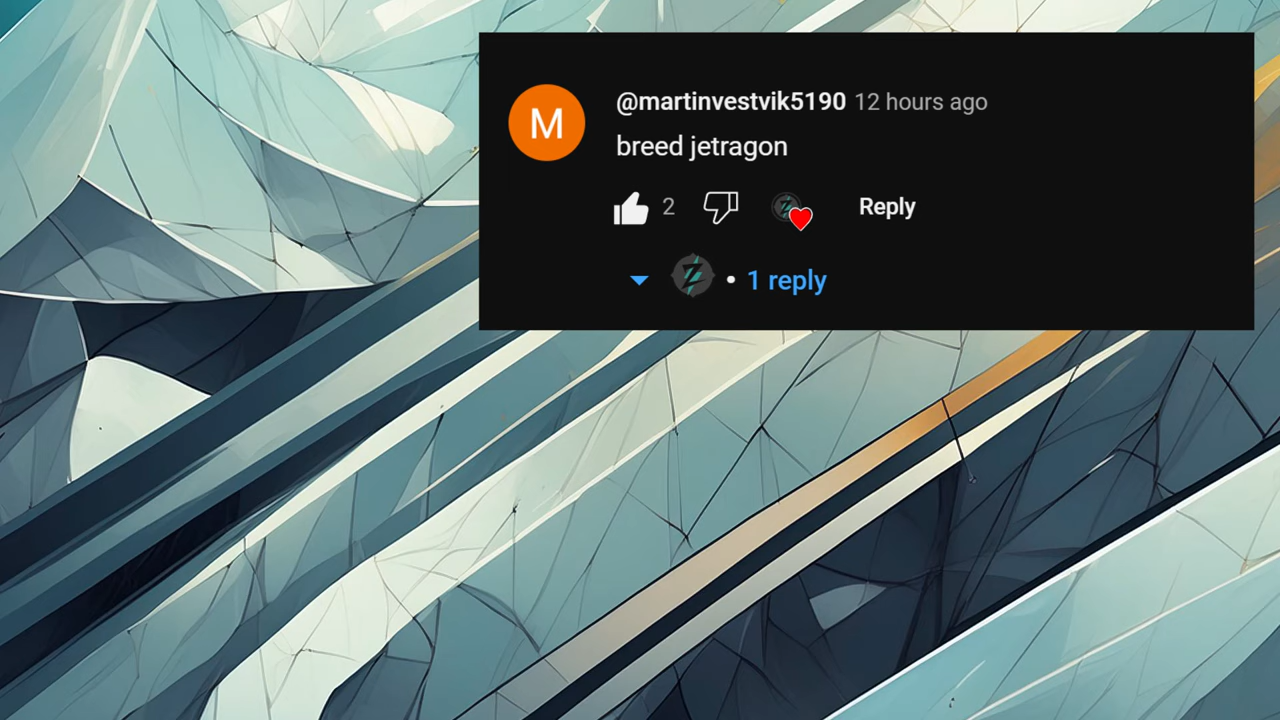 M
@martinvestvik5190 12 hours ago
breed jetragon
2 Reply
• 1 reply